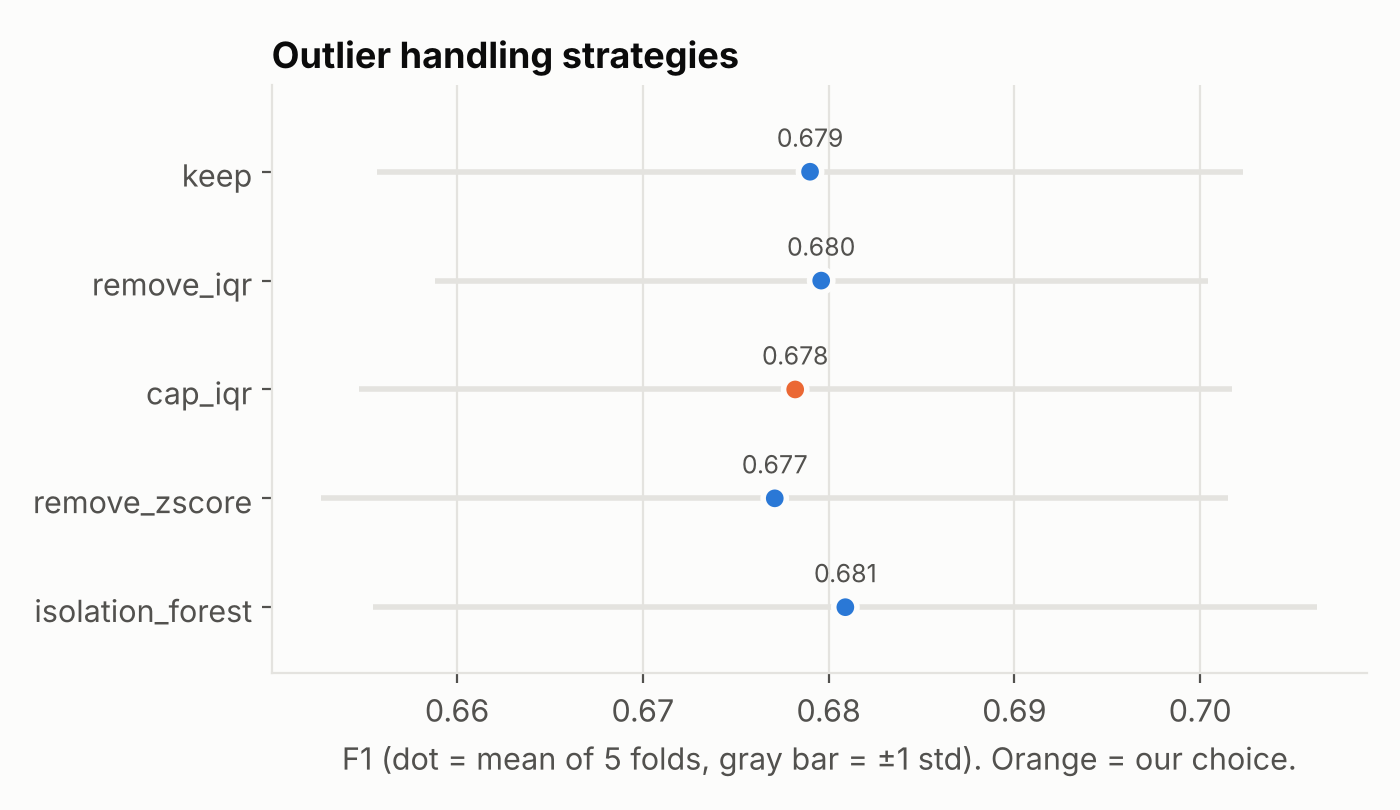 Outlier handling strategies
0.679
keep
0.680
remove_iqr
0.678
cap_iqr
0.677
remove_zscore
0.681
isolation_forest
0.66 0.67 0.68 0.69 0.70
F1 (dot = mean of 5 folds, gray bar = ±1 std). Orange = our choice.